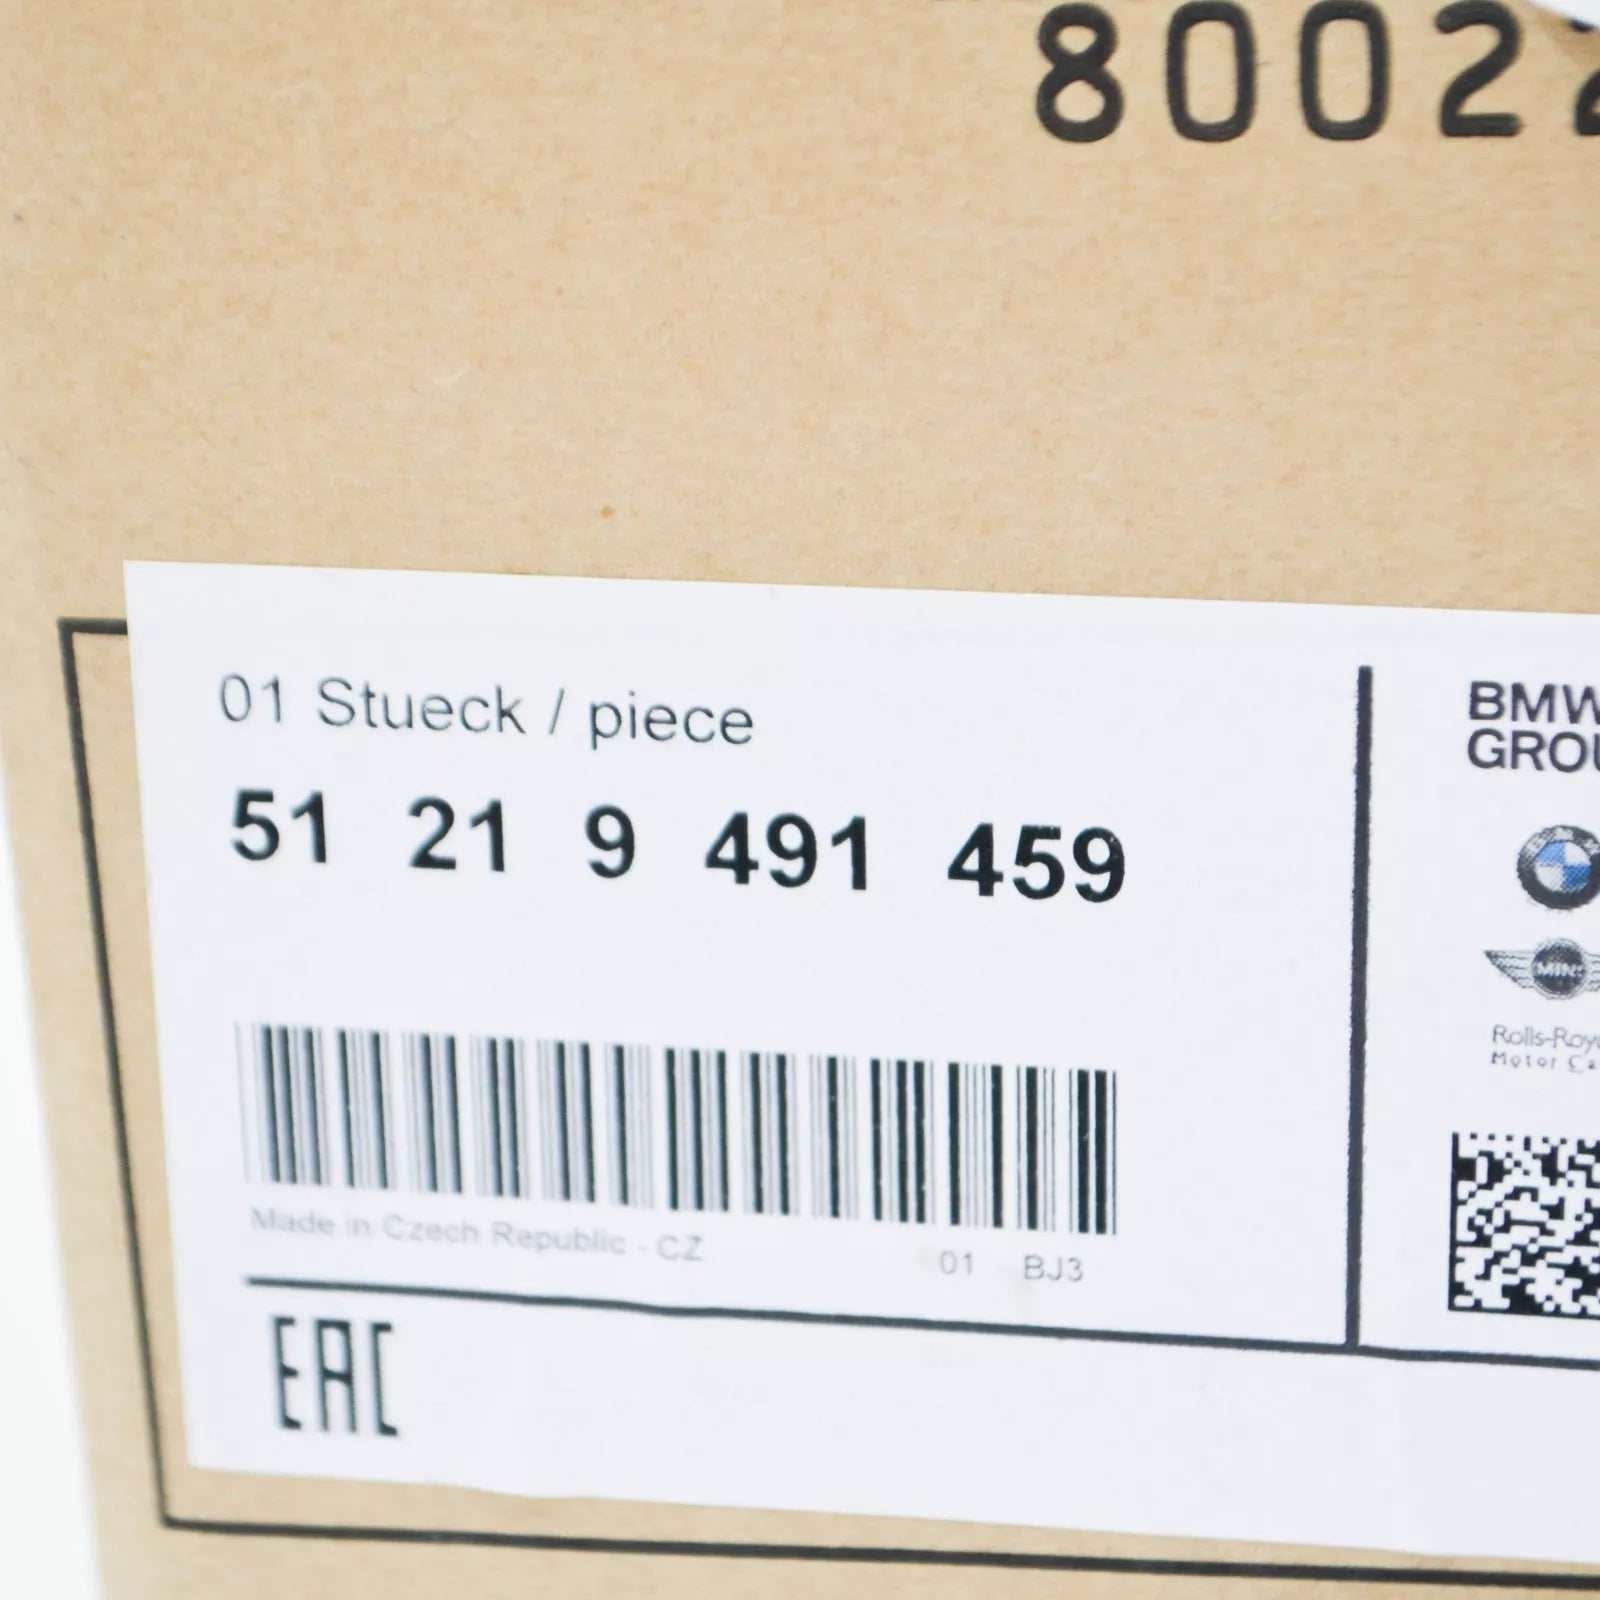 8002
01 Stueck / piece
51 21 9 491 459
Made in Czech Republic - CZ
01 BJ3
EAC
BMW
GROU
MINI
Rolls-Roy
Motor Ca